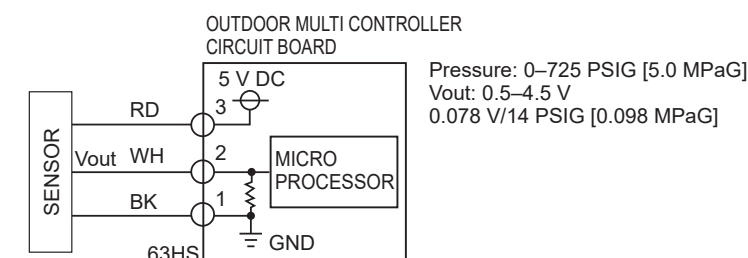 OUTDOOR MULTI CONTROLLER
CIRCUIT BOARD
Pressure: 0–725 PSIG [5.0 MPaG]
Vout: 0.5–4.5 V
0.078 V/14 PSIG [0.098 MPaG]
5 V DC
SENSOR
RD
3
Vout WH
2
MICRO
PROCESSOR
BK
1
GND
63HS